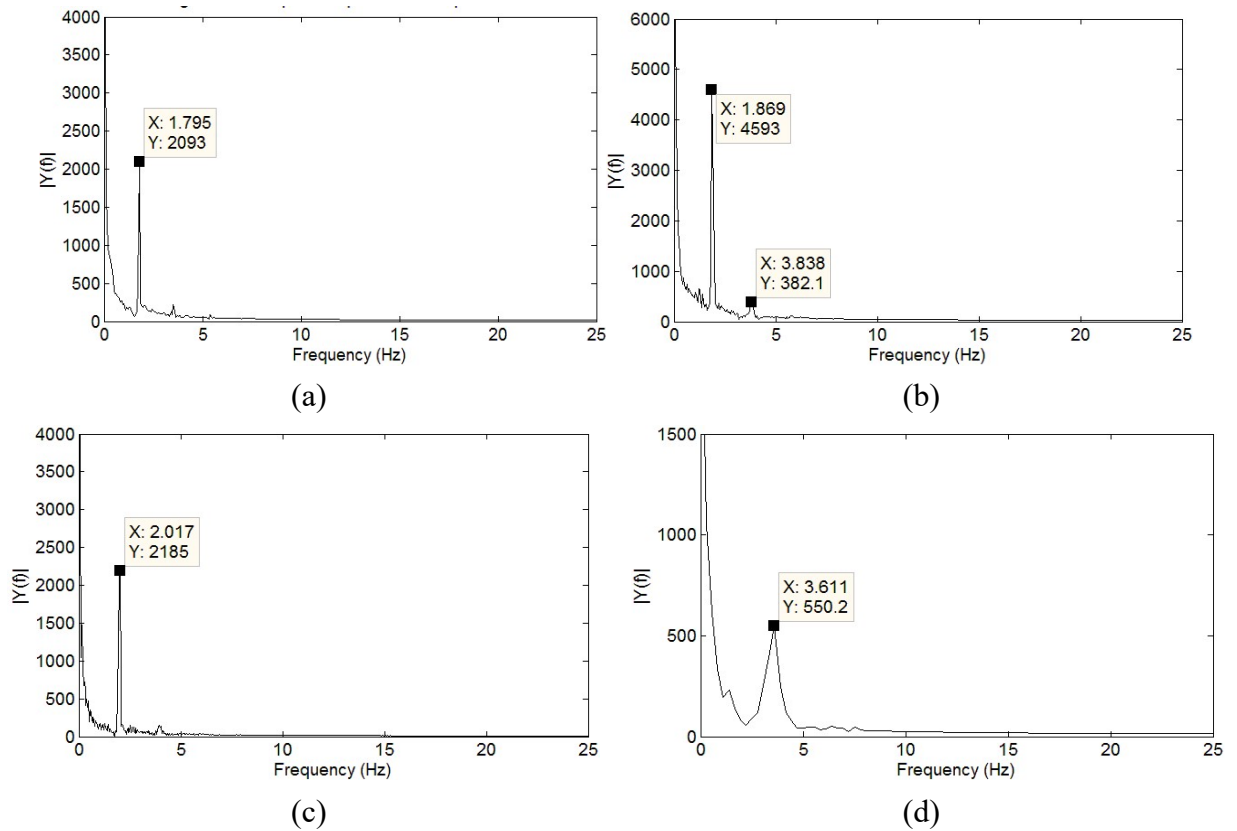 4000
3500
3000
2500
2000
1500
1000
500
0
|Y(f)|
X: 1.795
Y: 2093
0 5 10 15 20 25
Frequency (Hz)
(a)
6000
5000
4000
3000
2000
1000
0
|Y(f)|
X: 1.869
Y: 4593
X: 3.838
Y: 382.1
0 5 10 15 20 25
Frequency (Hz)
(b)
4000
3500
3000
2500
2000
1500
1000
500
0
|Y(f)|
X: 2.017
Y: 2185
0 5 10 15 20 25
Frequency (Hz)
(c)
1500
1000
500
0
|Y(f)|
X: 3.611
Y: 550.2
0 5 10 15 20 25
Frequency (Hz)
(d)